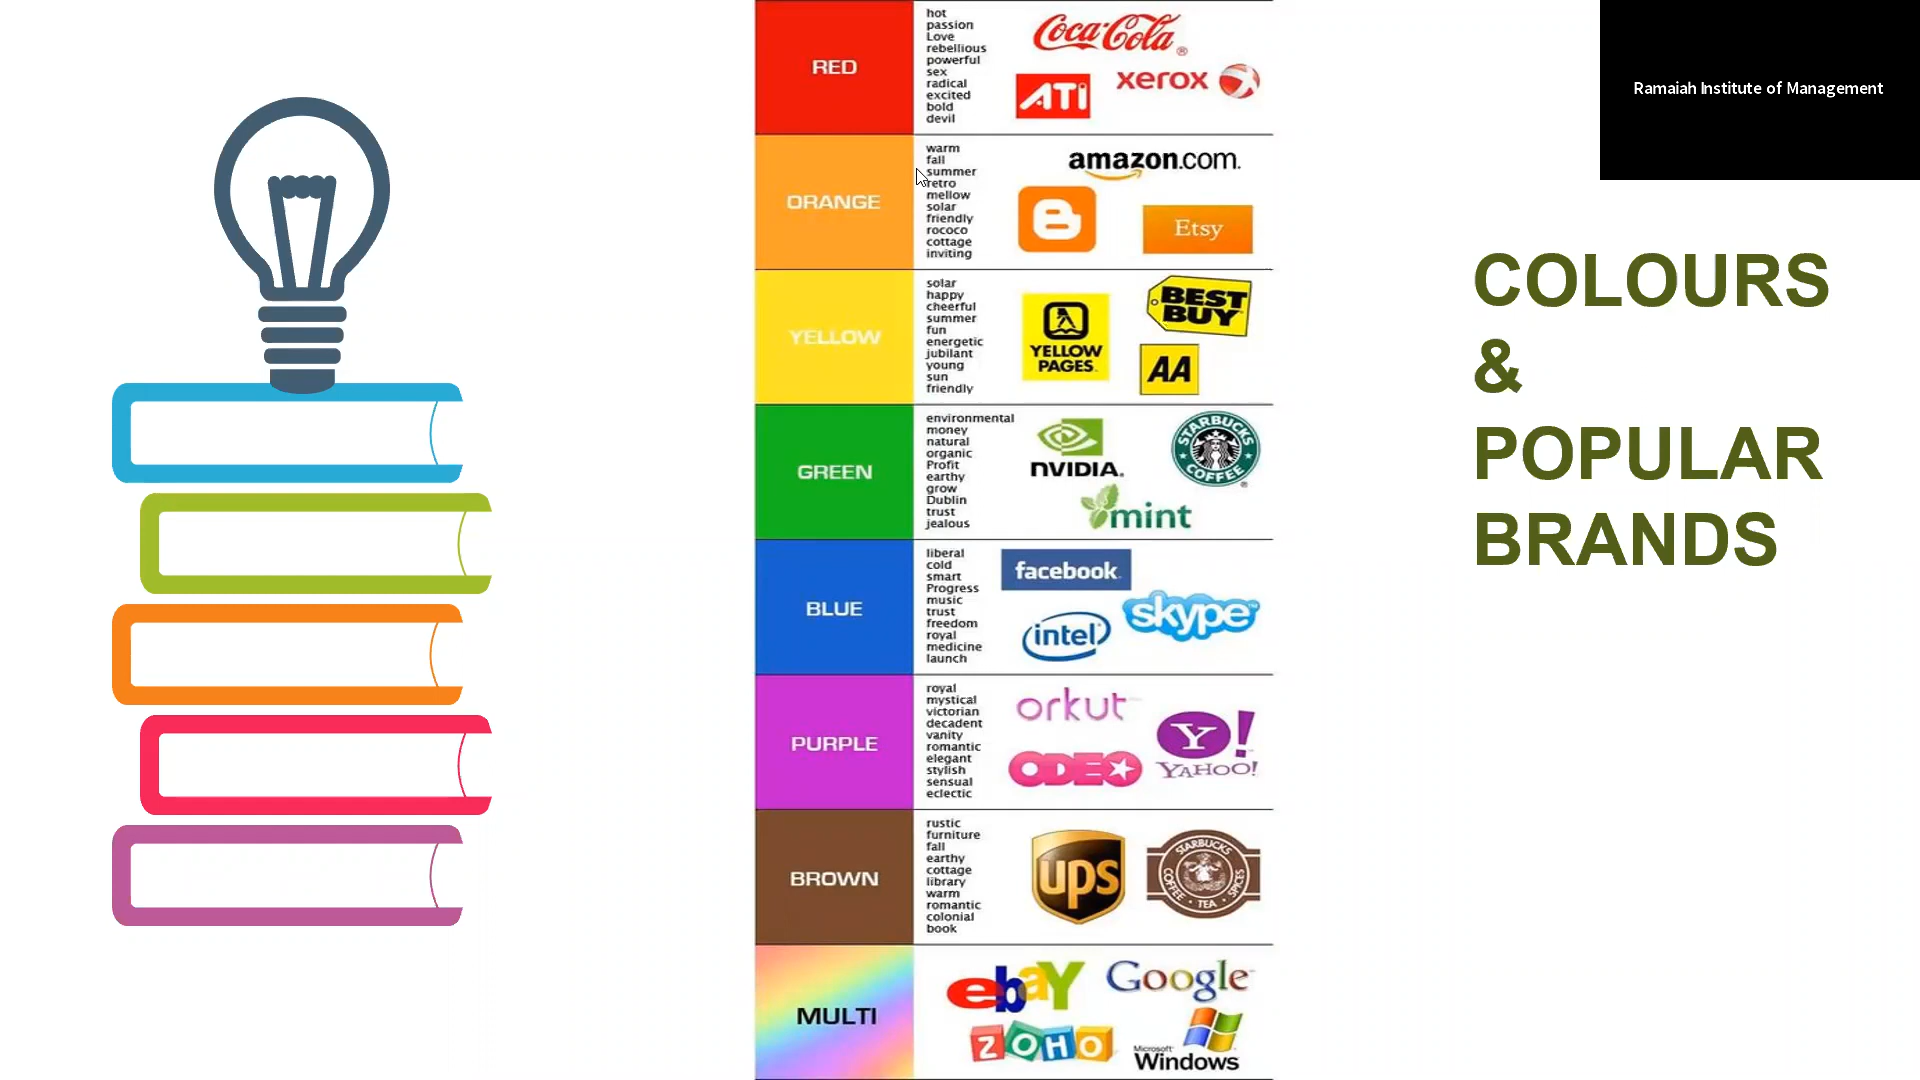 RED
hot
passion
Love
rebellious
powerful
sex
radical
excited
bold
devil
Coca-Cola ®
ATI
xerox
ORANGE
warm
fall
summer
retro
mellow
solar
friendly
rococo
cottage
inviting
amazon.com.
B
Etsy
YELLOW
solar
happy
cheerful
summer
fun
energetic
jubilant
young
sun
friendly
YELLOW
PAGES
BEST
BUY
AA
GREEN
environmental
money
natural
organic
Profit
earthy
grow
Dublin
trust
jealous
NVIDIA.
STARBUCKS
COFFEE
®
mint
BLUE
liberal
cold
smart
Progress
music
trust
freedom
royal
medicine
launch
facebook
intel
skype
PURPLE
royal
mystical
victorian
decadent
vanity
romantic
elegant
stylish
sensual
eclectic
orkut
ODEO
Y!
YAHOO!
BROWN
rustic
furniture
fall
earthy
cottage
library
warm
romantic
colonial
book
ups
STARBUCKS
COFFEE • TEA • SPICES
MULTI
ebaY
Google
ZOHO
Microsoft
Windows
Ramaiah Institute of Management
COLOURS
&
POPULAR
BRANDS